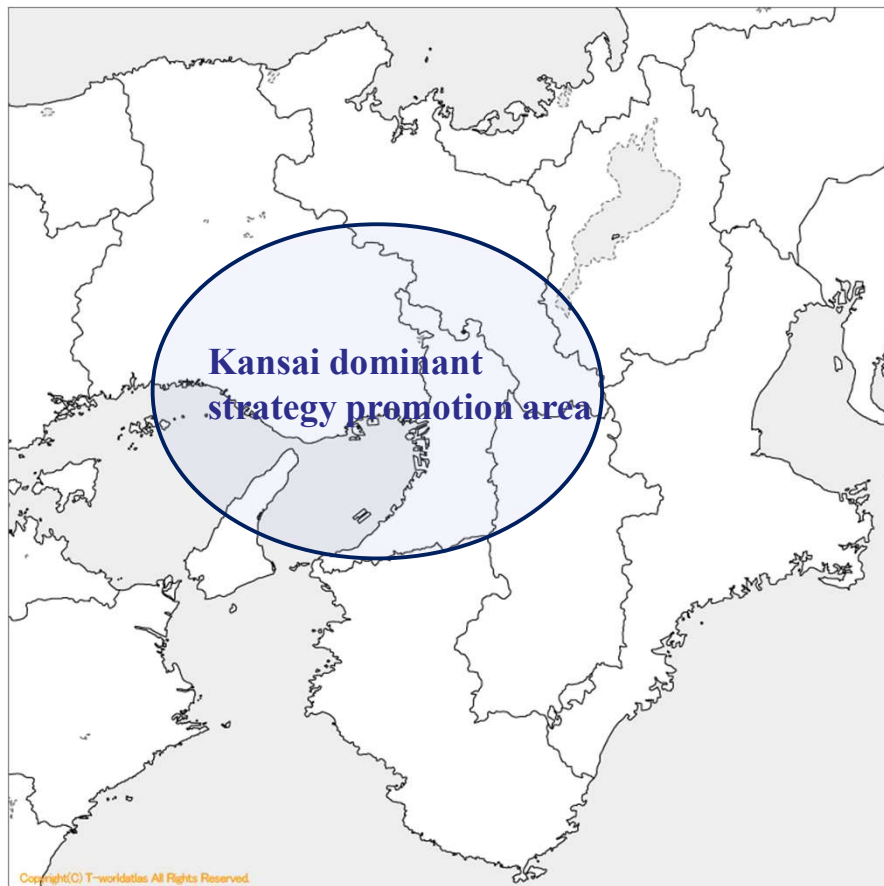 Kansai dominant
strategy promotion area
Copyright(C) T-worldatlas All Rights Reserved.